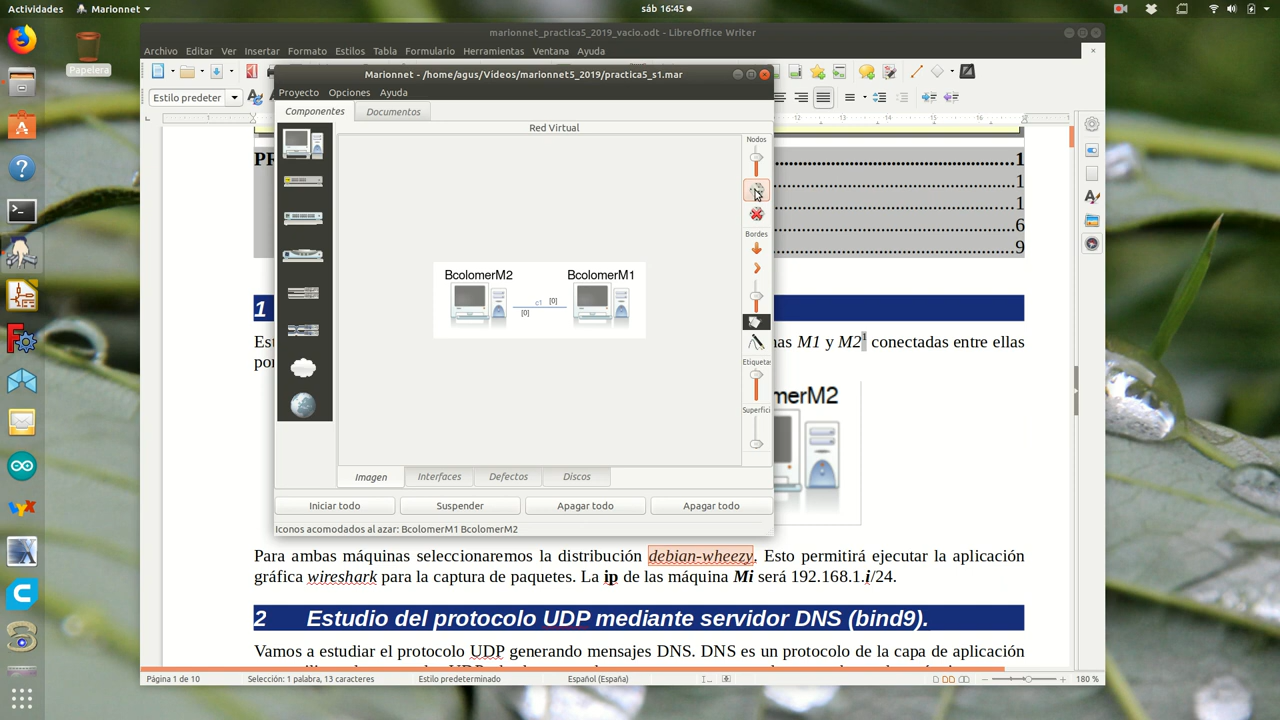 Actividades
Marionnet
sáb 16:45
Papelera
marionnet_practica5_2019_vacio.odt - LibreOffice Writer
Archivo Editar Ver Insertar Formato Estilos Tabla Formulario Herramientas Ventana Ayuda
Estilo predeter
Marionnet - /home/agus/Videos/marionnet5_2019/practica5_s1.mar
Proyecto Opciones Ayuda
Componentes Documentos
Red Virtual
Nodos
Bordes
Etiquetas
Superfici
BcolomerM2 BcolomerM1
c1 [0]
[0]
Imagen Interfaces Defectos Discos
Iniciar todo Suspender Apagar todo Apagar todo
Iconos acomodados al azar: BcolomerM1 BcolomerM2
PR ...1
...1
...1
...6
...9
1
Est nas M1 y M2¹ conectadas entre ellas
por
merM2
Para ambas máquinas seleccionaremos la distribución debian-wheezy. Esto permitirá ejecutar la aplicación
gráfica wireshark para la captura de paquetes. La ip de las máquina Mi será 192.168.1.i/24.
2 Estudio del protocolo UDP mediante servidor DNS (bind9).
Vamos a estudiar el protocolo UDP generando mensajes DNS. DNS es un protocolo de la capa de aplicación
Página 1 de 10 Selección: 1 palabra, 13 caracteres Estilo predeterminado Español (España) 180 %